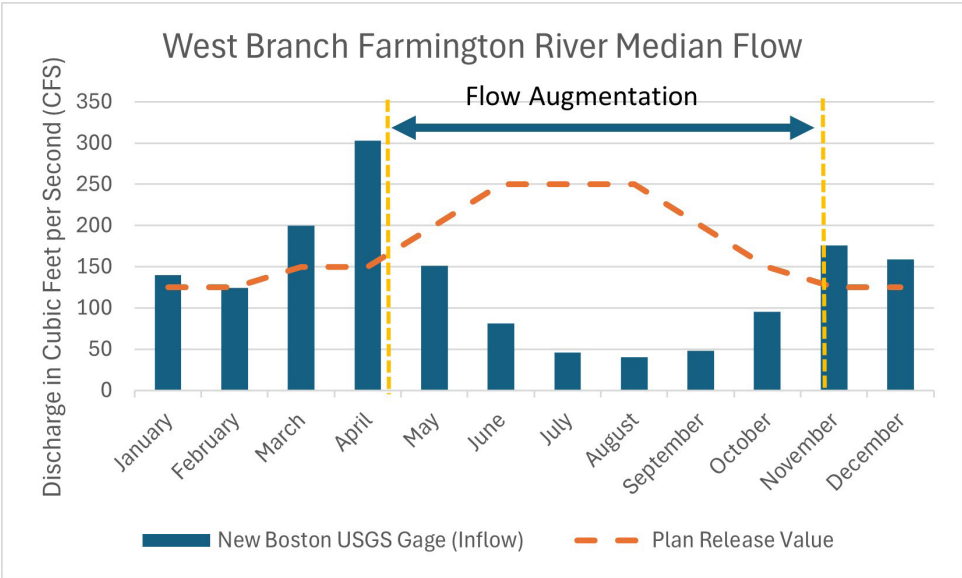 West Branch Farmington River Median Flow
Flow Augmentation
Discharge in Cubic Feet per Second (CFS)
350
300
250
200
150
100
50
0
January
February
March
April
May
June
July
August
September
October
November
December
New Boston USGS Gage (Inflow)
Plan Release Value